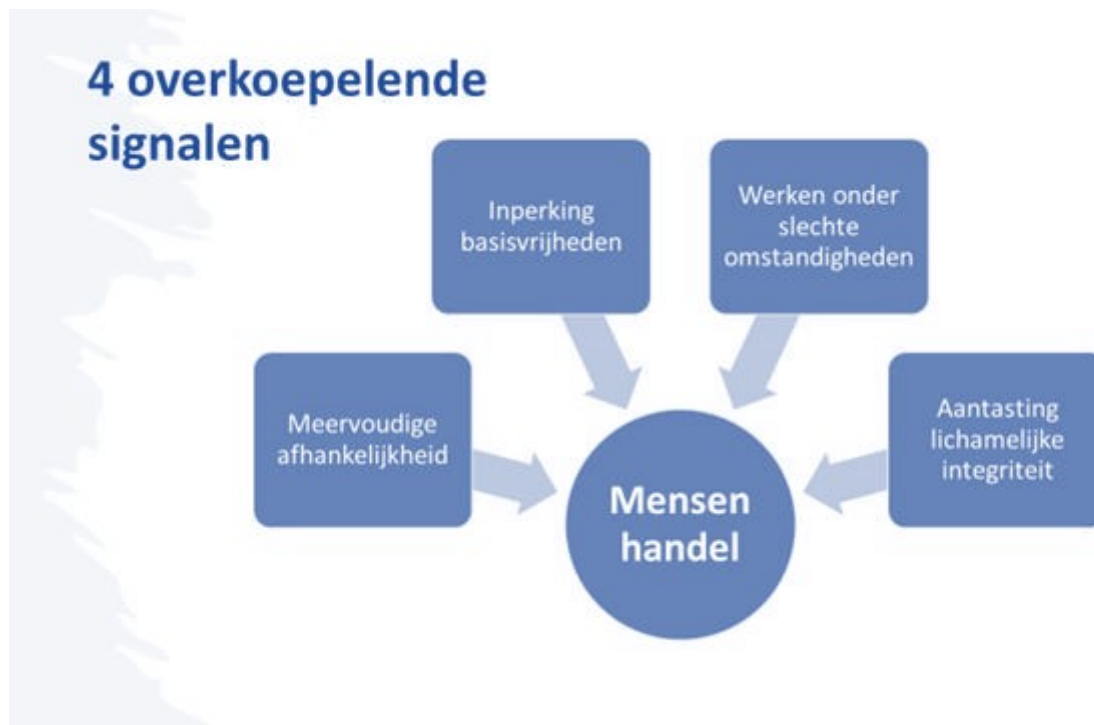 4 overkoepelende
signalen
Inperking
basisvrijheden
Werken onder
slechte
omstandigheden
Meervoudige
afhankelijkheid
Aantasting
lichamelijke
integriteit
Mensen
handel